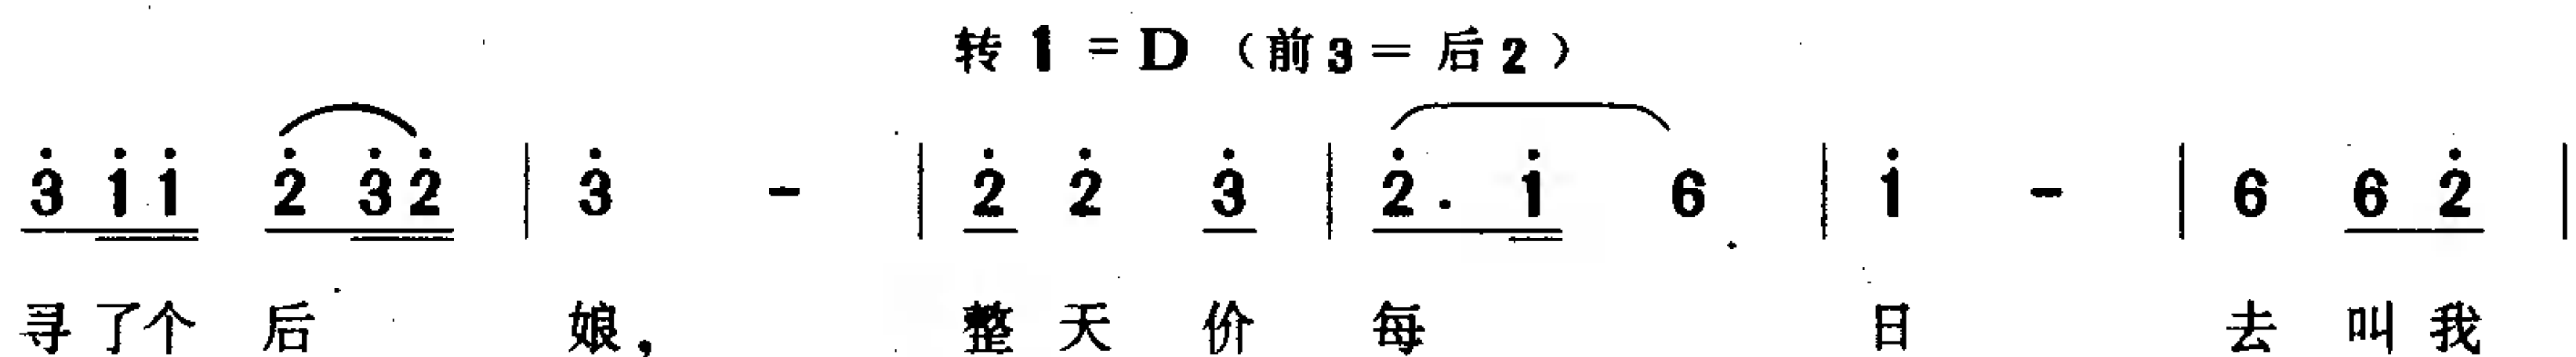 转 1 = D （前 3 = 后 2 ）
3̇ 1̇ 1̇ 2̇ 3̇ 2̇ | 3̇ - | 2̇ 2̇ 3̇ | 2̇ . 1̇ 6 | 1̇ - | 6 6 2̇ |
寻 了 个 后 娘， 整 天 价 每 日 去 叫 我